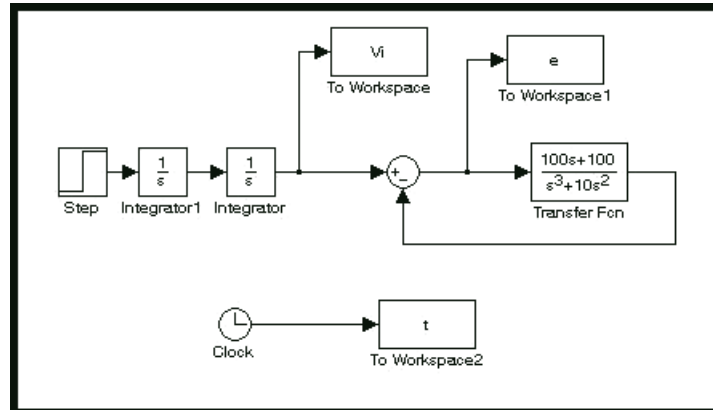 Vi
To Workspace
e
To Workspace1
Step
1
s
Integrator1
1
s
Integrator
+
−
100s+100
s³+10s²
Transfer Fcn
Clock
t
To Workspace2